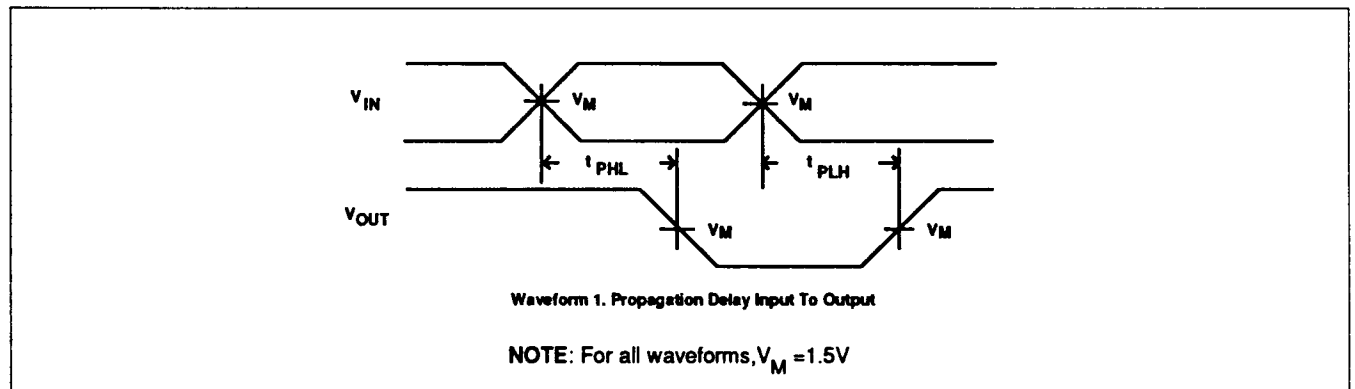 V_IN V_M V_M
t_PHL t_PLH
V_OUT V_M V_M
Waveform 1. Propagation Delay Input To Output
NOTE: For all waveforms,V_M =1.5V